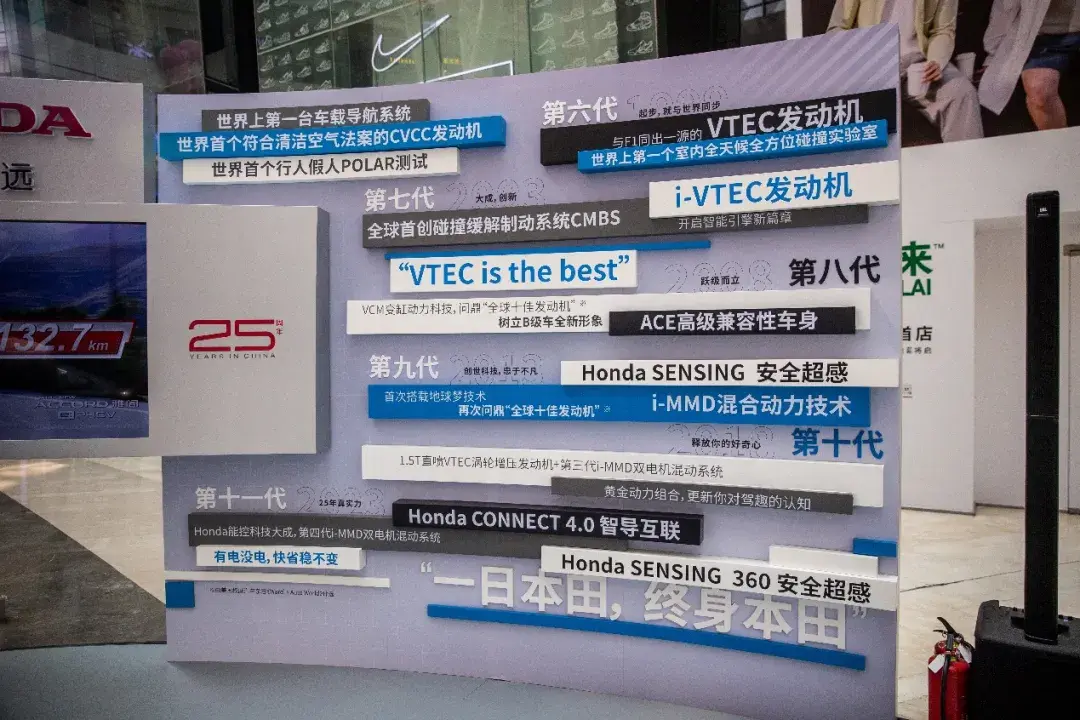 DA
远
132.7 km
ACCORD 雅阁
e:PHEV
25 周年
YEARS IN CHINA
世界上第一台车载导航系统
世界首个符合清洁空气法案的CVCC发动机
世界首个行人假人POLAR测试
第六代 1998
起步，就与世界同步
与F1同出一源的 VTEC发动机
世界上第一个室内全天候全方位碰撞实验室
第七代 2003
大成，创新
i-VTEC发动机
全球首创碰撞缓解制动系统CMBS
开启智能引擎新篇章
“VTEC is the best”
2008 第八代
跃级而立
VCM变缸动力科技，问鼎“全球十佳发动机”※
树立B级车全新形象
ACE高级兼容性车身
第九代 2013
创世科技，忠于不凡
Honda SENSING 安全超感
首次搭载地球梦技术
再次问鼎“全球十佳发动机”※
i-MMD混合动力技术
2018 第十代
释放你的好奇心
1.5T直喷VTEC涡轮增压发动机+第三代i-MMD双电机混动系统
黄金动力组合，更新你对驾趣的认知
第十一代 2023
25年真实力
Honda CONNECT 4.0 智导互联
Honda能控科技大成，第四代i-MMD双电机混动系统
有电没电，快省稳不变
Honda SENSING 360 安全超感
“一日本田，终身本田”
来™
LAI
首店